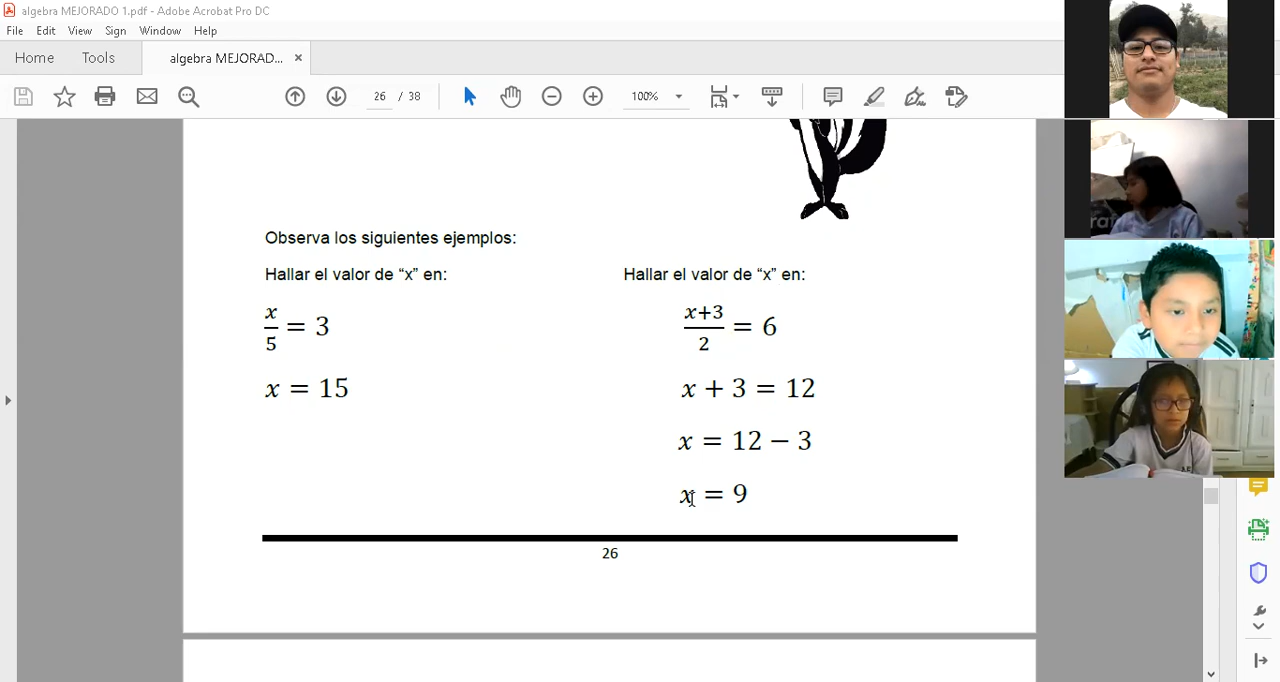 algebra MEJORADO 1.pdf - Adobe Acrobat Pro DC
File Edit View Sign Window Help
Home Tools algebra MEJORAD... ×
26 / 38 100%
Observa los siguientes ejemplos:
Hallar el valor de “x” en:
x/5 = 3
x = 15
Hallar el valor de “x” en:
(x+3)/2 = 6
x + 3 = 12
x = 12 − 3
x = 9
26